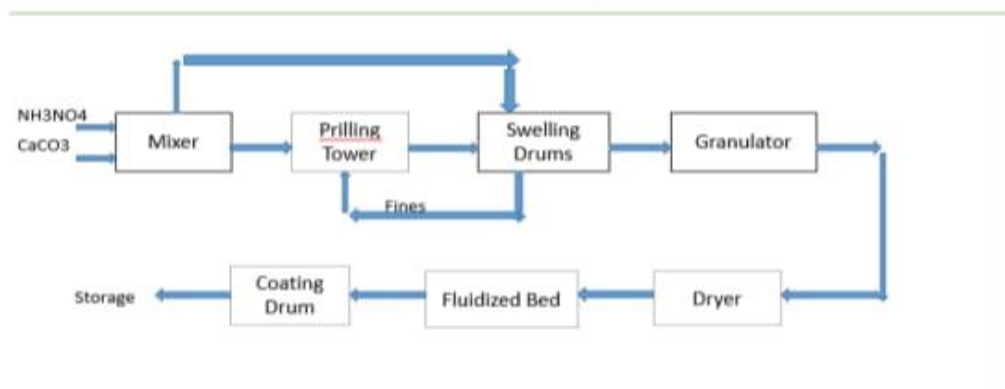 NH3NO4
CaCO3
Mixer
Prilling
Tower
Swelling
Drums
Granulator
Fines
Storage
Coating
Drum
Fluidized Bed
Dryer